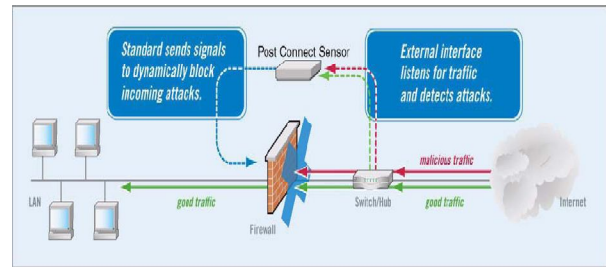 Standard sends signals
to dynamically block
incoming attacks.
Post Connect Sensor
External interface
listens for traffic
and detects attacks.
malicious traffic
LAN
good traffic
Firewall
Switch/Hub
good traffic
Internet